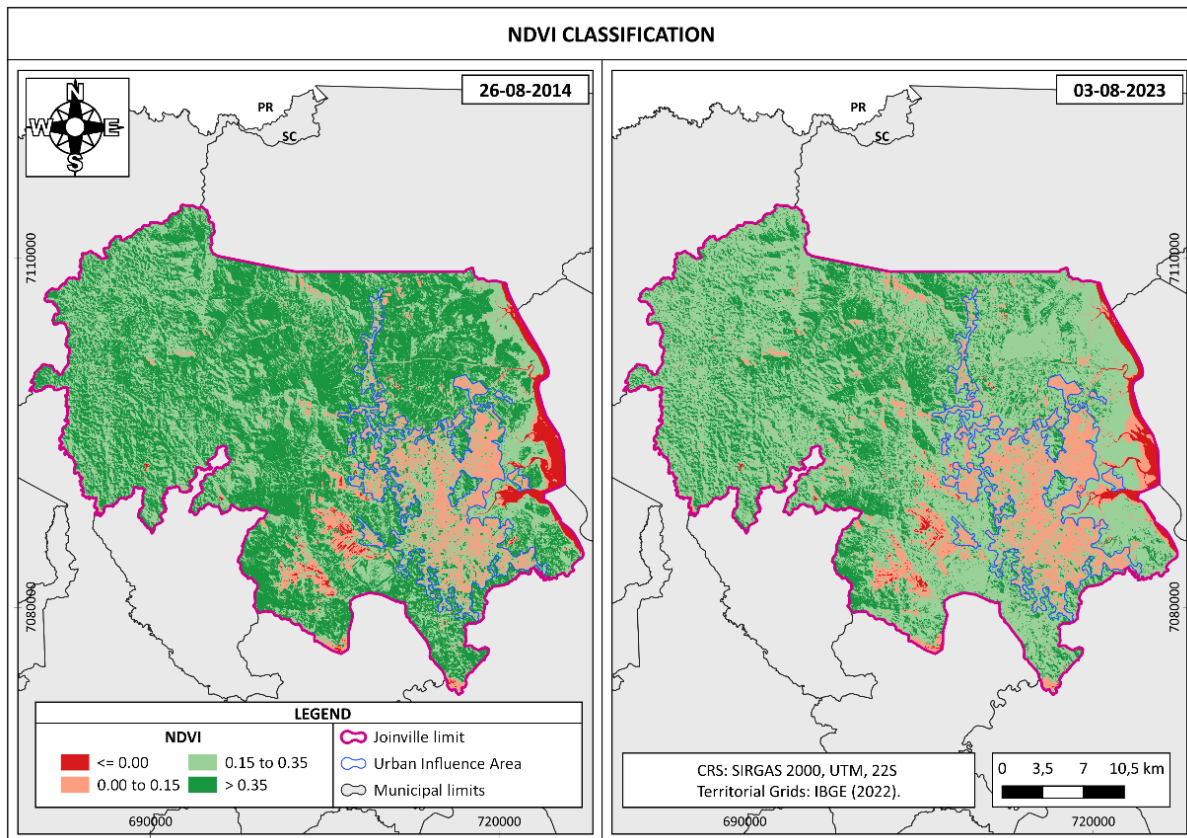 NDVI CLASSIFICATION
26-08-2014
N
W E
S
PR
SC
7110000
7080000
690000
720000
LEGEND
NDVI
<= 0.00
0.00 to 0.15
0.15 to 0.35
> 0.35
Joinville limit
Urban Influence Area
Municipal limits
03-08-2023
PR
SC
7110000
7080000
690000
720000
CRS: SIRGAS 2000, UTM, 22S
Territorial Grids: IBGE (2022).
0 3,5 7 10,5 km